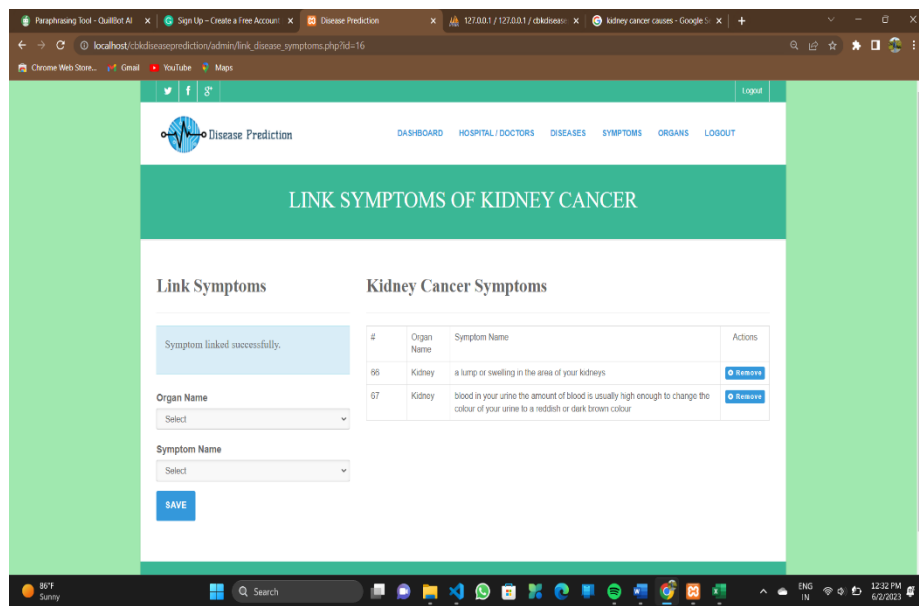 Paraphrasing Tool - QuillBot AI
Sign Up – Create a Free Account
Disease Prediction
127.0.0.1 / 127.0.0.1 / cbkdisease
kidney cancer causes - Google S
localhost/cbkdiseaseprediction/admin/link_disease_symptoms.php?id=16
Chrome Web Store... Gmail YouTube Maps
Logout
Disease Prediction
DASHBOARD HOSPITAL / DOCTORS DISEASES SYMPTOMS ORGANS LOGOUT
LINK SYMPTOMS OF KIDNEY CANCER
Link Symptoms
Symptom linked successfully.
Organ Name
Select
Symptom Name
Select
SAVE
Kidney Cancer Symptoms
# Organ Name Symptom Name Actions
66 Kidney a lump or swelling in the area of your kidneys Remove
67 Kidney blood in your urine the amount of blood is usually high enough to change the
colour of your urine to a reddish or dark brown colour Remove
86°F
Sunny
Search
ENG
IN
12:32 PM
6/2/2023